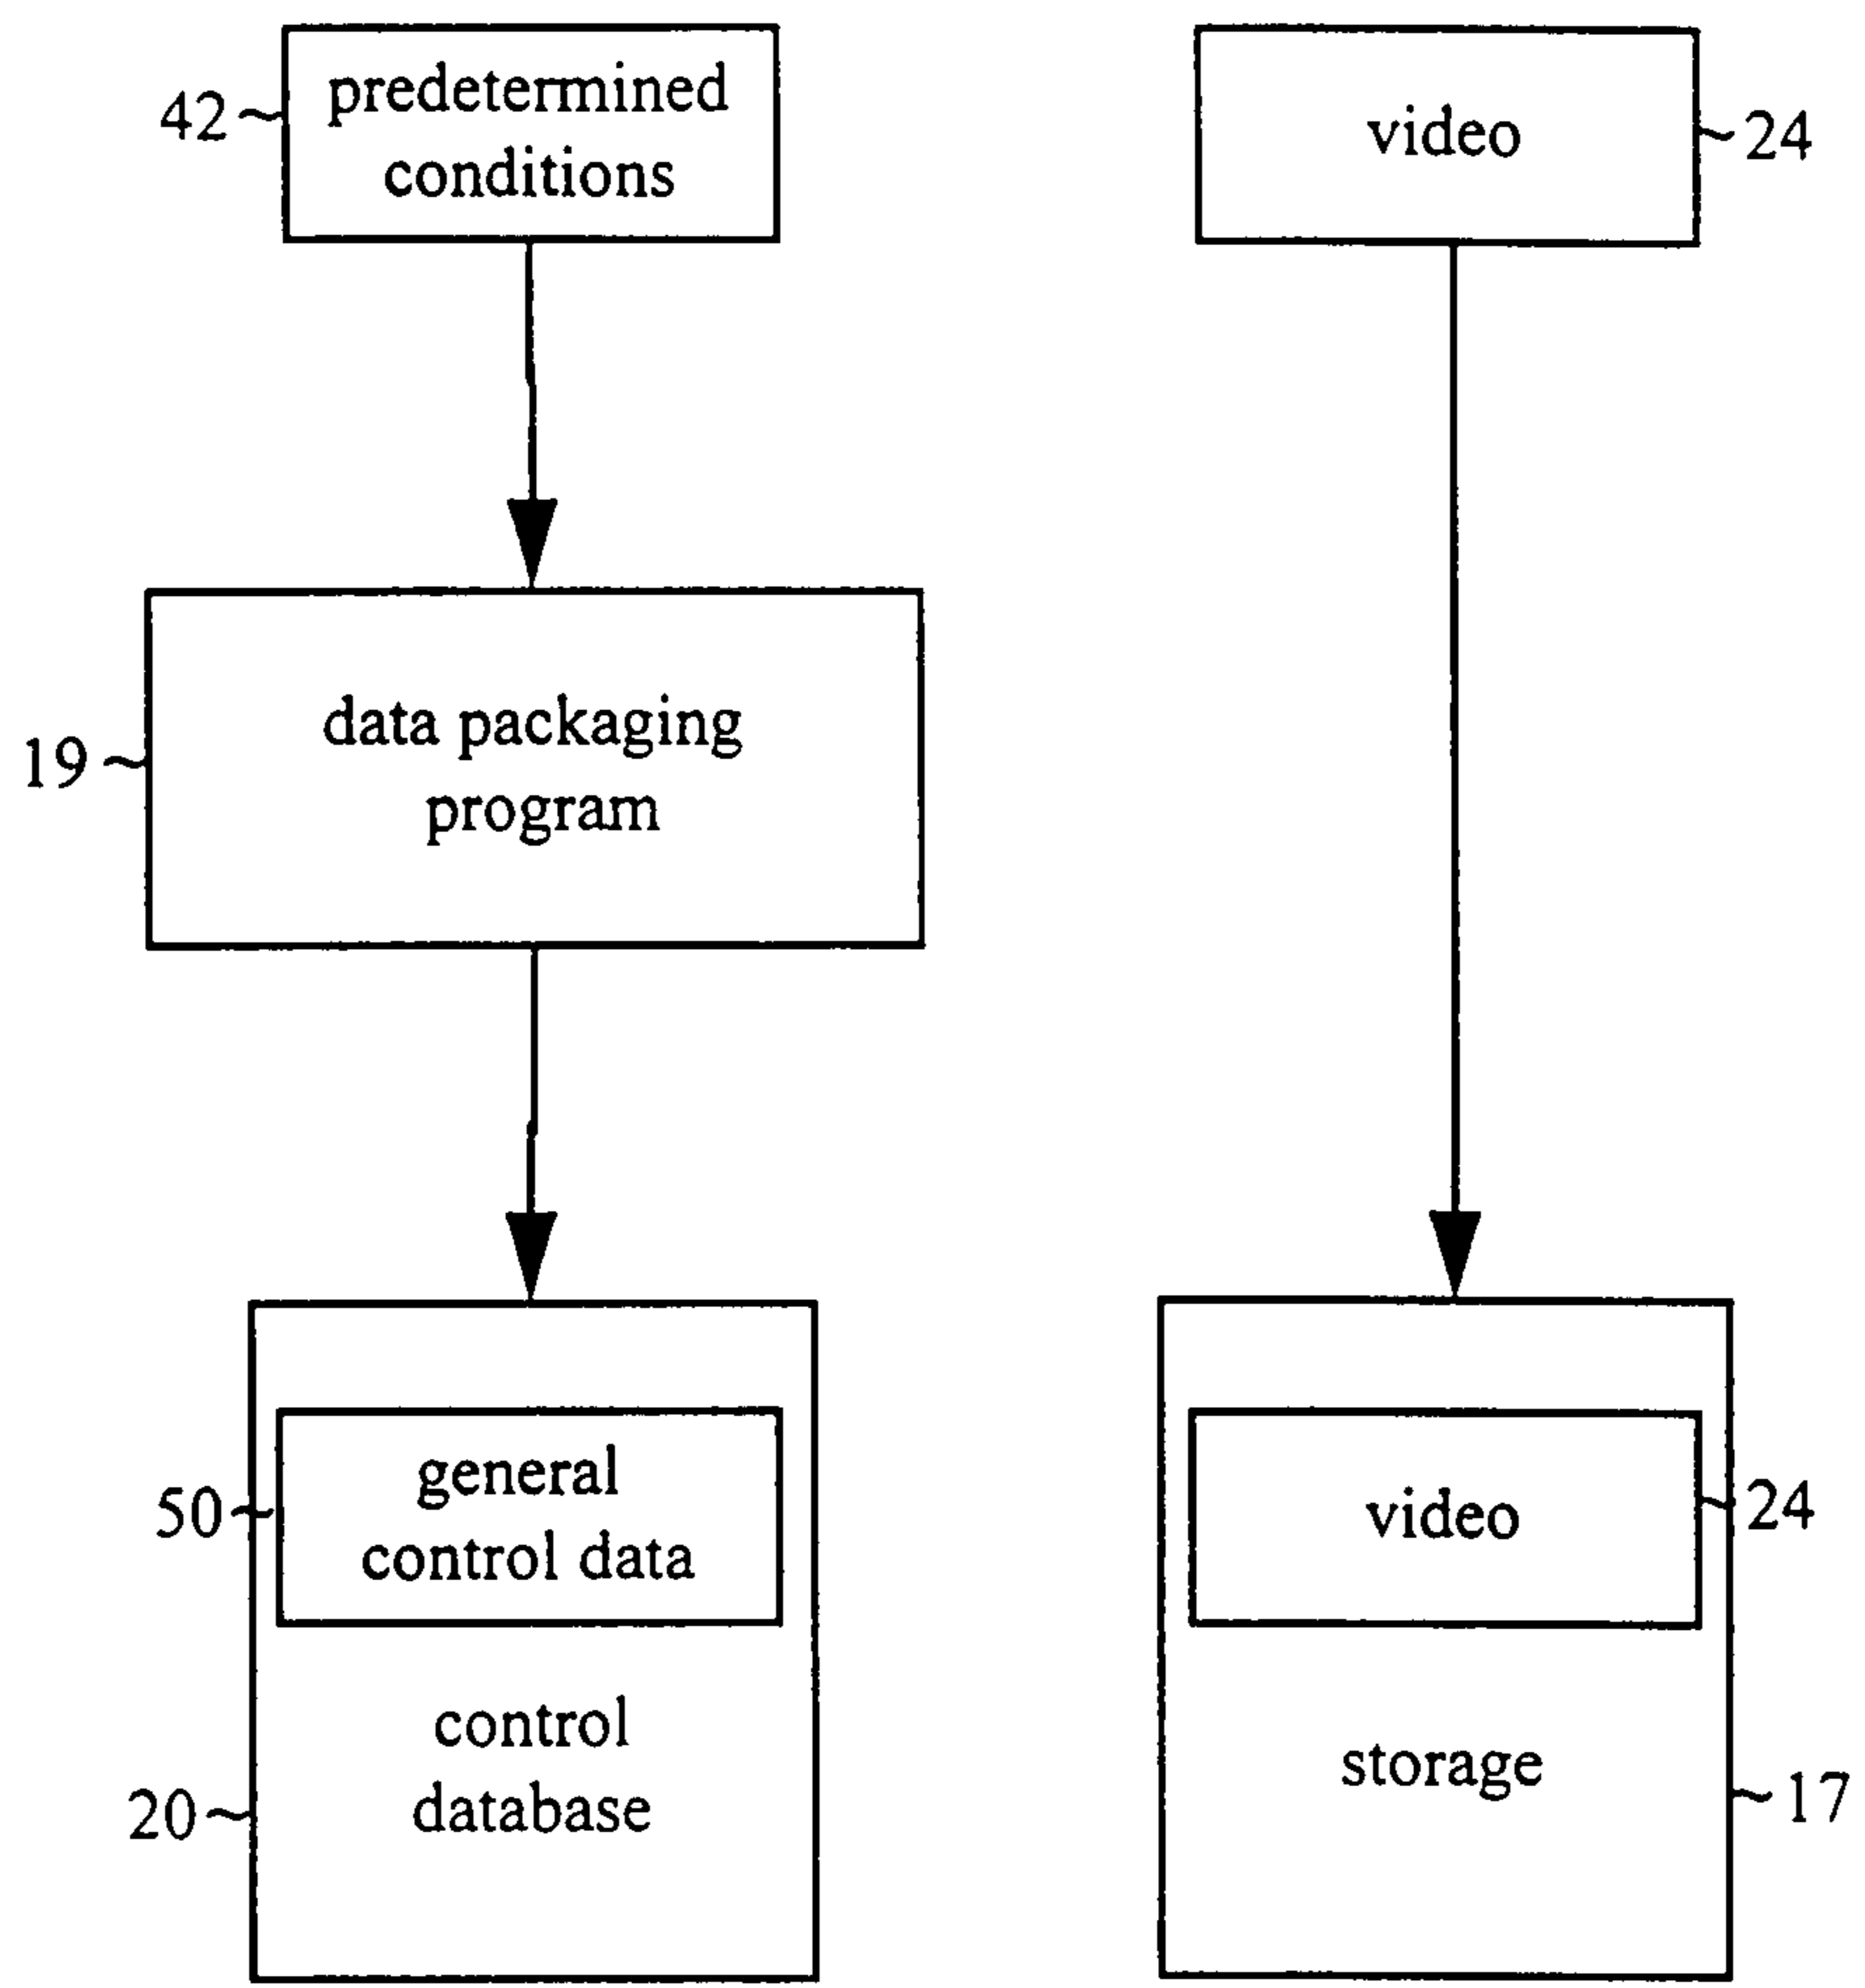 42
predetermined
conditions
video
24
19
data packaging
program
50
general
control data
20
control
database
video
24
storage
17